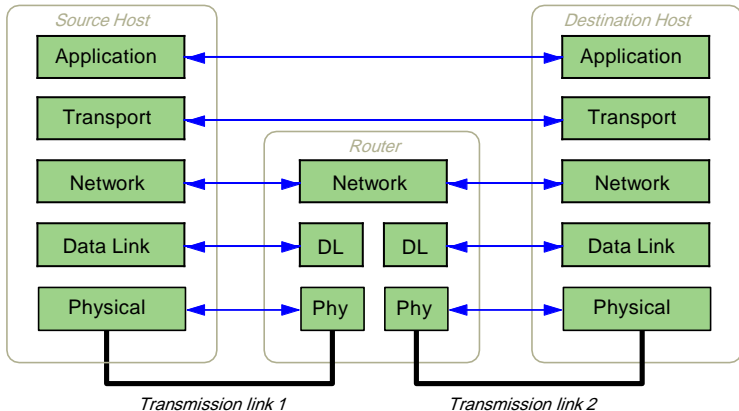 Source Host
Destination Host
Application
Application
Transport
Transport
Router
Network
Network
Network
Data Link
DL
DL
Data Link
Physical
Phy
Phy
Physical
Transmission link 1
Transmission link 2